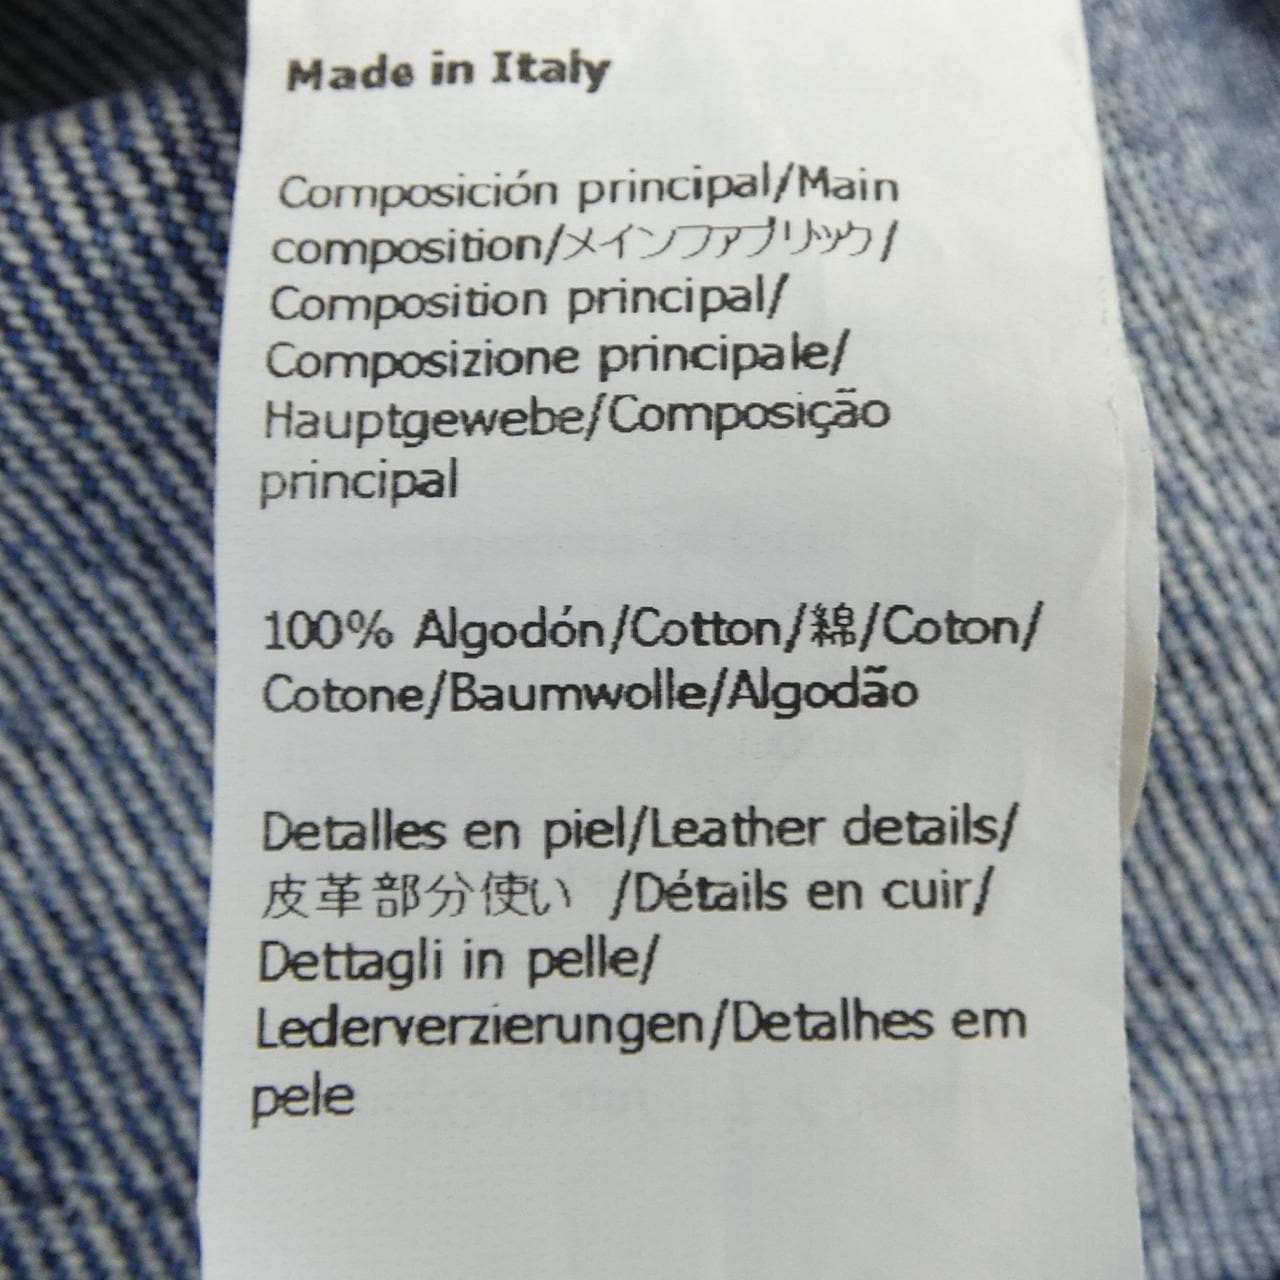 Made in Italy
Composición principal/Main
composition/メインファブリック/
Composition principal/
Composizione principale/
Hauptgewebe/Composição
principal
100% Algodón/Cotton/綿/Coton/
Cotone/Baumwolle/Algodão
Detalles en piel/Leather details/
皮革部分使い /Détails en cuir/
Dettagli in pelle/
Lederverzierungen/Detalhes em
pele